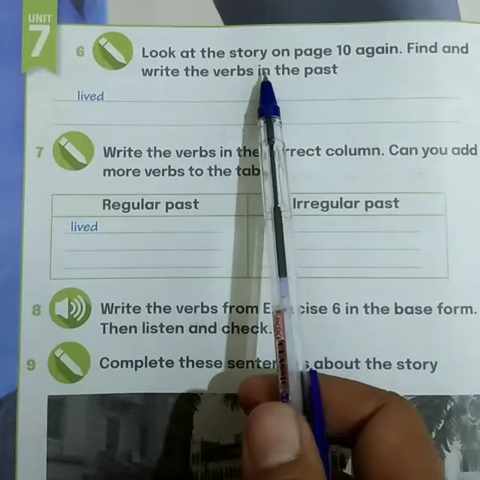 UNIT
7
6 Look at the story on page 10 again. Find and
write the verbs in the past
lived
7 Write the verbs in the rrect column. Can you add
more verbs to the tab
Regular past Irregular past
lived
8 Write the verbs from E cise 6 in the base form.
Then listen and check.
9 Complete these senten s about the story